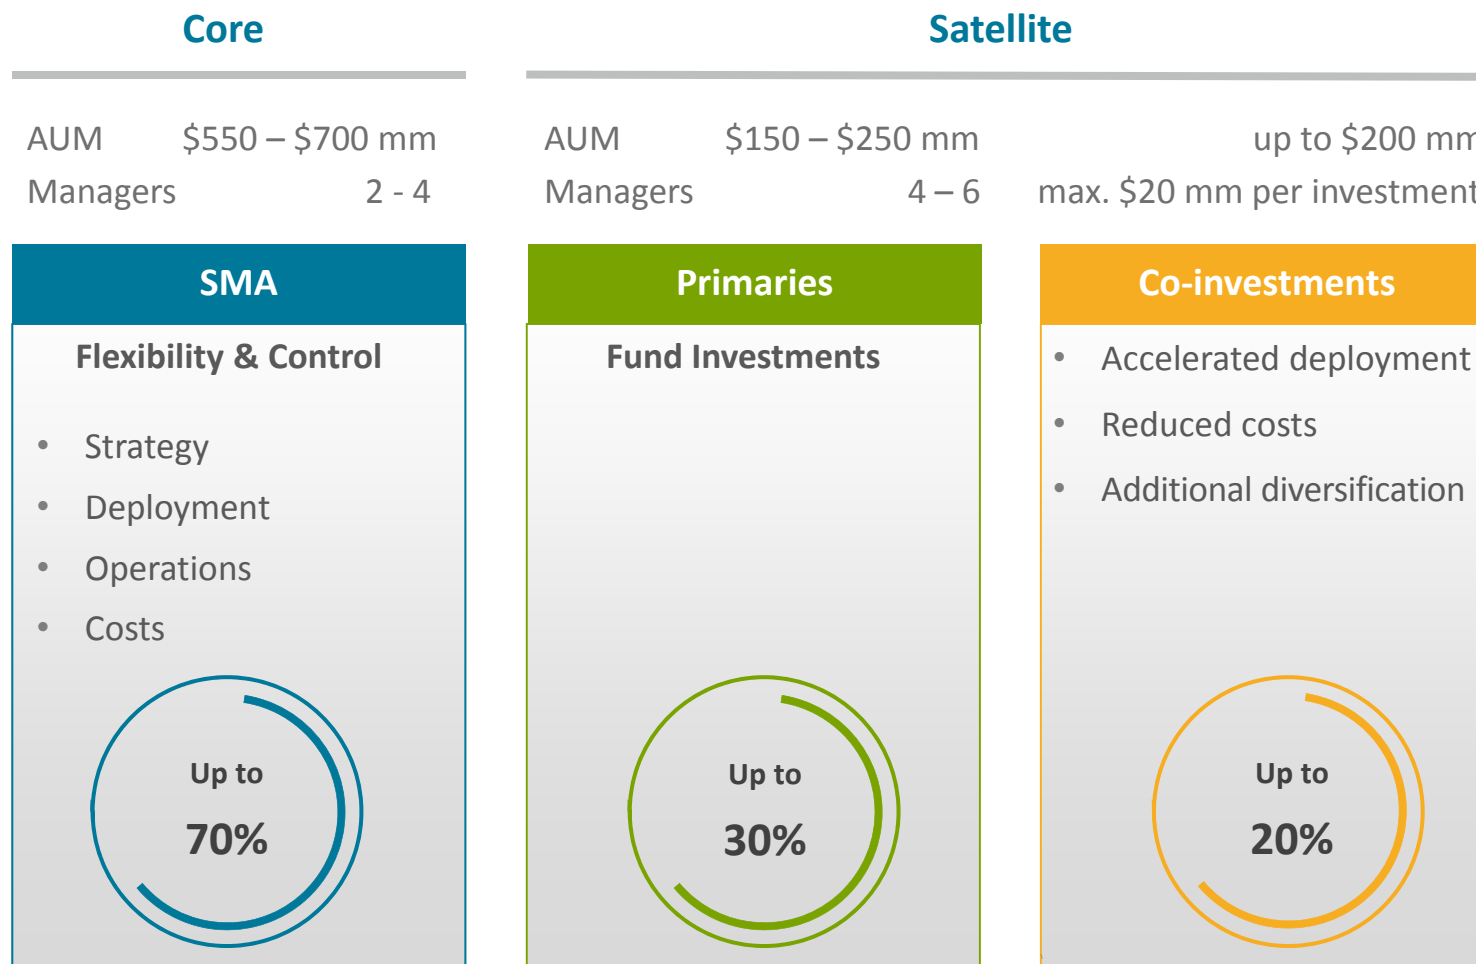 Core
AUM $550 – $700 mm
Managers 2 - 4
SMA
Flexibility & Control
• Strategy
• Deployment
• Operations
• Costs
Up to
70%
Satellite
AUM $150 – $250 mm
Managers 4 – 6
Primaries
Fund Investments
Up to
30%
up to $200 mm
max. $20 mm per investment
Co-investments
• Accelerated deployment
• Reduced costs
• Additional diversification
Up to
20%